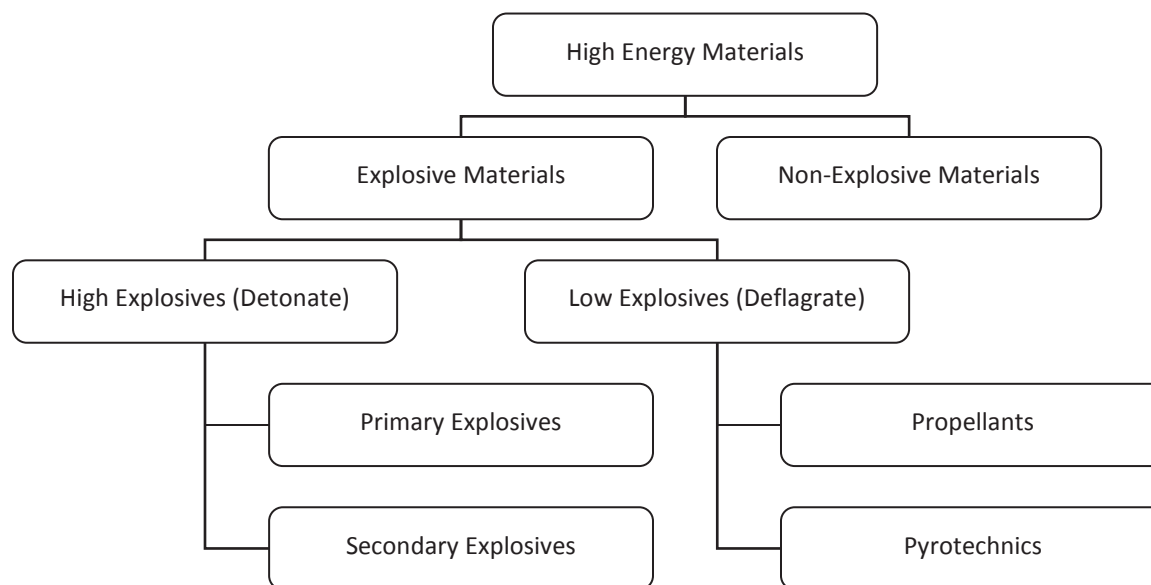 High Energy Materials
Explosive Materials
Non-Explosive Materials
High Explosives (Detonate)
Low Explosives (Deflagrate)
Primary Explosives
Propellants
Secondary Explosives
Pyrotechnics